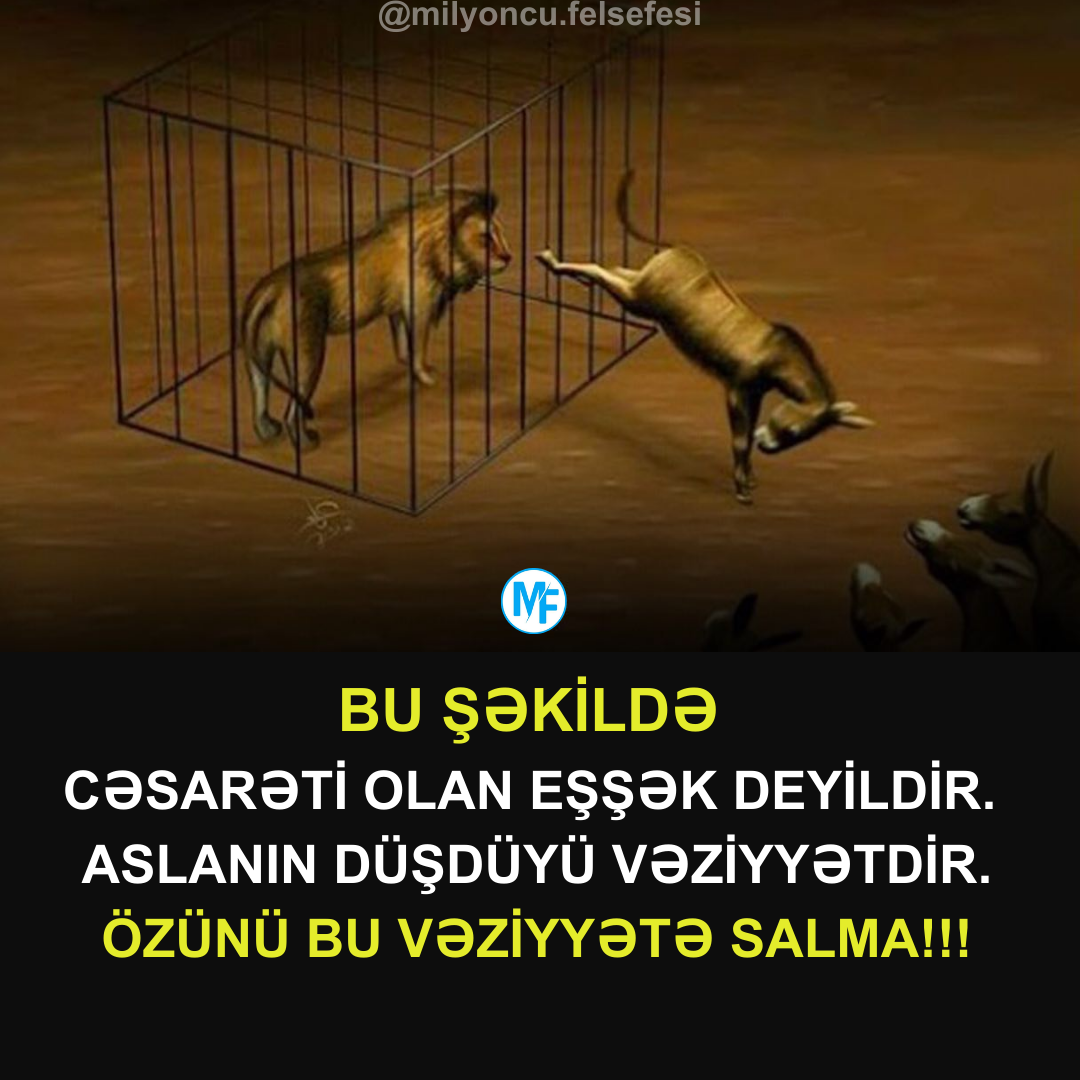 @milyoncu.felsefesi
MF
BU ŞƏKİLDƏ
CƏSARƏTİ OLAN EŞŞƏK DEYİLDİR.
ASLANIN DÜŞDÜYÜ VƏZİYYƏTDİR.
ÖZÜNÜ BU VƏZİYYƏTƏ SALMA!!!